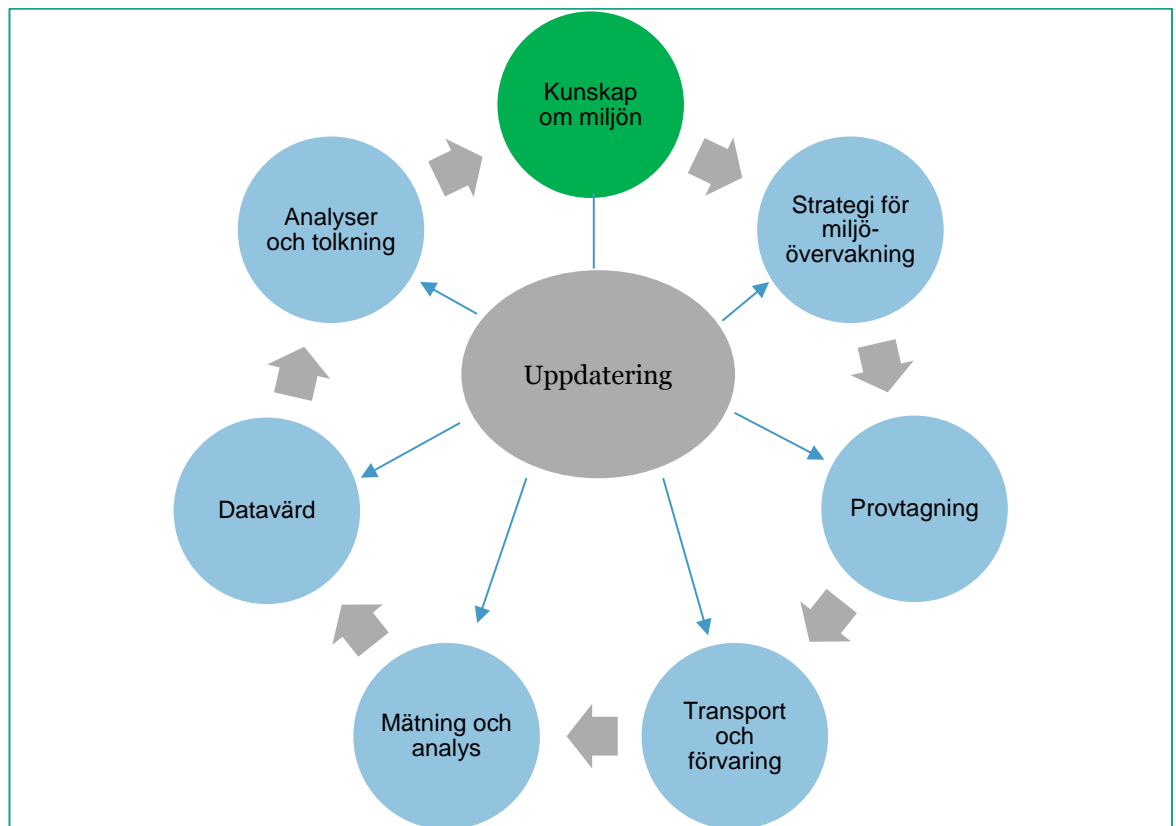 Kunskap
om miljön
Strategi för
miljö-
övervakning
Provtagning
Transport
och
förvaring
Mätning och
analys
Datavärd
Analyser
och tolkning
Uppdatering